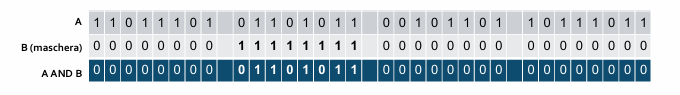 A 1 1 0 1 1 1 0 1 0 1 1 0 1 0 1 1 0 0 1 0 1 1 0 1 1 0 1 1 1 0 1 1
B (maschera) 0 0 0 0 0 0 0 0 1 1 1 1 1 1 1 1 0 0 0 0 0 0 0 0 0 0 0 0 0 0 0 0
A AND B 0 0 0 0 0 0 0 0 0 1 1 0 1 0 1 1 0 0 0 0 0 0 0 0 0 0 0 0 0 0 0 0